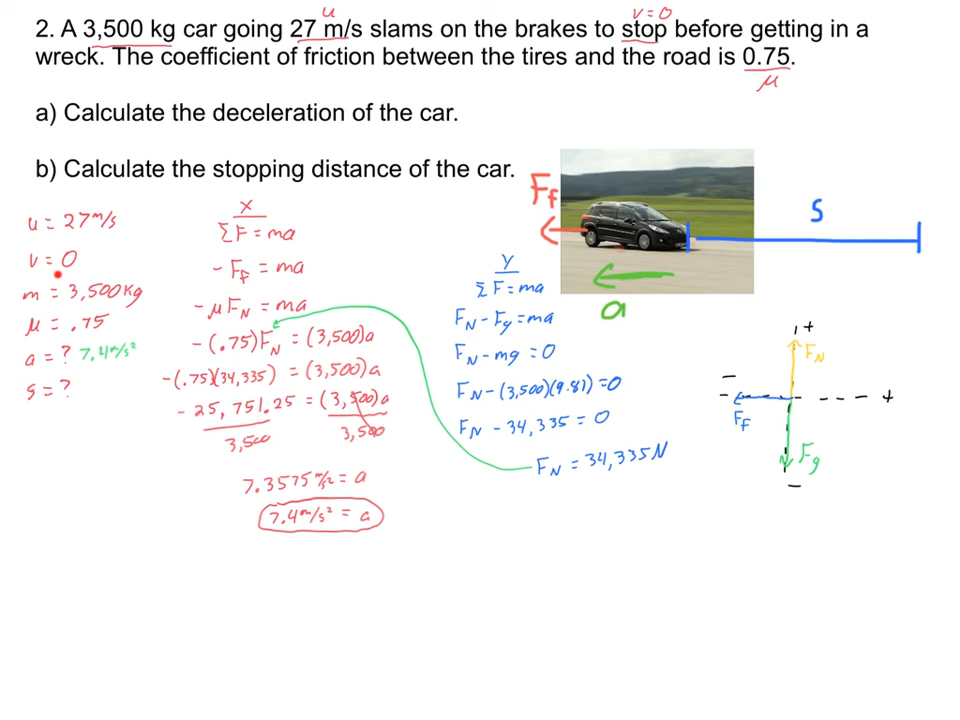 u
v = 0
2. A 3,500 kg car going 27 m/s slams on the brakes to stop before getting in a
wreck. The coefficient of friction between the tires and the road is 0.75.
μ
a) Calculate the deceleration of the car.
b) Calculate the stopping distance of the car.
u = 27 m/s
v = 0
m = 3,500 kg
μ = .75
a = ? 7.4 m/s²
s = ?
X
ΣF = ma
-Ff = ma
-μFN = ma
-(.75)FN = (3,500)a
-(.75)(34,335) = (3,500)a
-25,751.25 = (3,500)a
3,500 3,500
7.3575 m/s² = a
7.4 m/s² = a
Y
ΣF = ma
FN - Fg = ma
FN - mg = 0
FN - (3,500)(9.81) = 0
FN - 34,335 = 0
FN = 34,335 N
Ff
s
a
+
FN
-
- +
Ff
Fg
-